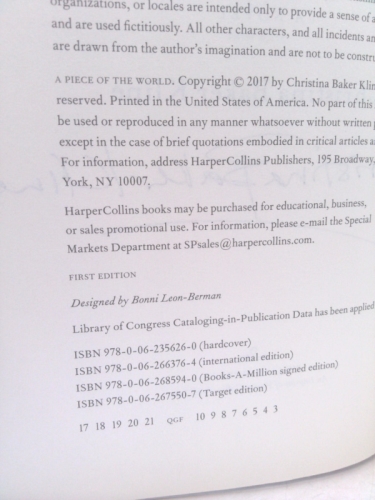 organizations, or locales are intended only to provide a sense of a
and are used fictitiously. All other characters, and all incidents an
are drawn from the author's imagination and are not to be constr
A PIECE OF THE WORLD. Copyright © 2017 by Christina Baker Klin
reserved. Printed in the United States of America. No part of this
be used or reproduced in any manner whatsoever without written p
except in the case of brief quotations embodied in critical articles a
For information, address HarperCollins Publishers, 195 Broadway,
York, NY 10007.
HarperCollins books may be purchased for educational, business,
or sales promotional use. For information, please e-mail the Special
Markets Department at SPsales@harpercollins.com.
FIRST EDITION
Designed by Bonni Leon-Berman
Library of Congress Cataloging-in-Publication Data has been applied
ISBN 978-0-06-235626-0 (hardcover)
ISBN 978-0-06-266376-4 (international edition)
ISBN 978-0-06-268594-0 (Books-A-Million signed edition)
ISBN 978-0-06-267550-7 (Target edition)
17 18 19 20 21 QGF 10 9 8 7 6 5 4 3